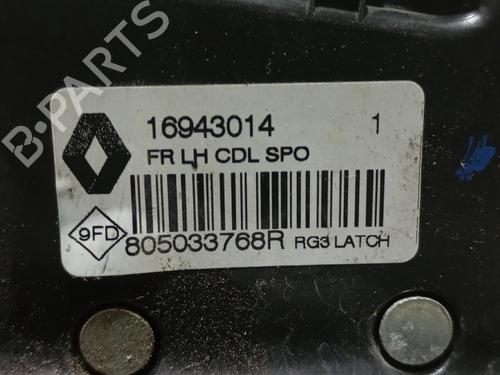 B-PARTS
16943014 1
FR LH CDL SPO
9FD
805033768R RG3 LATCH